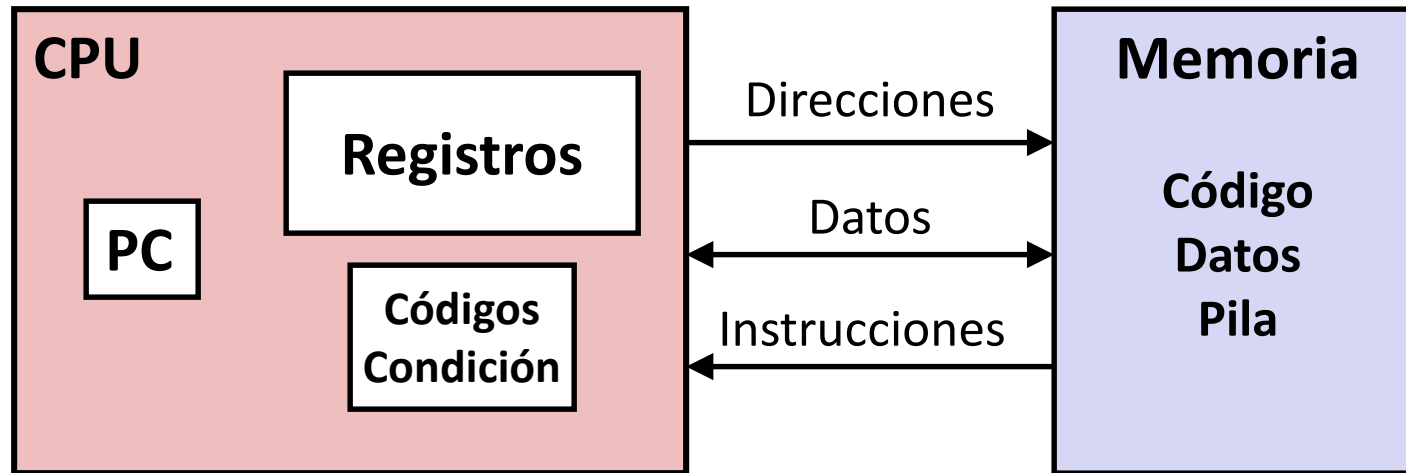 CPU
Registros
PC
Códigos
Condición
Direcciones
Datos
Instrucciones
Memoria
Código
Datos
Pila